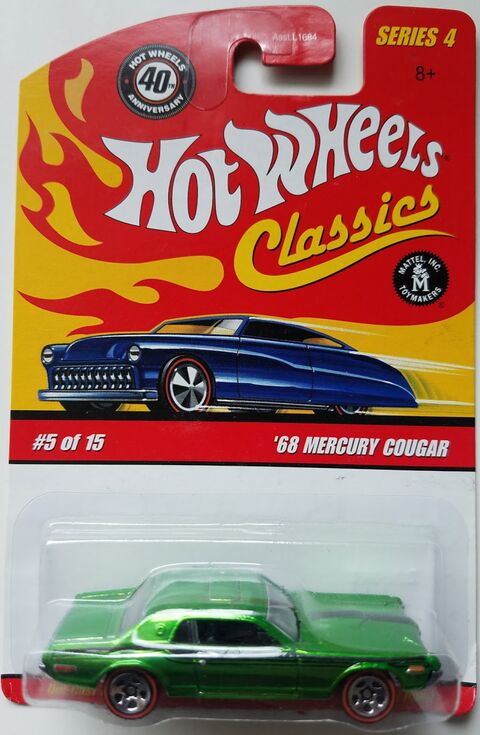 Asst.L1684
SERIES 4
8+
HOT WHEELS
40TH
ANNIVERSARY
HOT WHEELS®
Classics
MATTEL, INC.
M
TOYMAKERS
®
#5 of 15
'68 MERCURY COUGAR